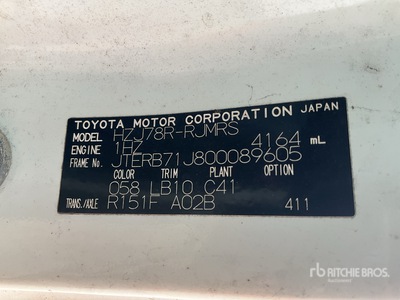 TOYOTA MOTOR CORPORATION JAPAN
MODEL HZJ78R-RJMRS
ENGINE 1HZ 4164 mL
FRAME No. JTERB71J800089605
COLOR TRIM PLANT OPTION
058 LB10 C41
TRANS./AXLE R151F A02B 411
rb RITCHIE BROS.